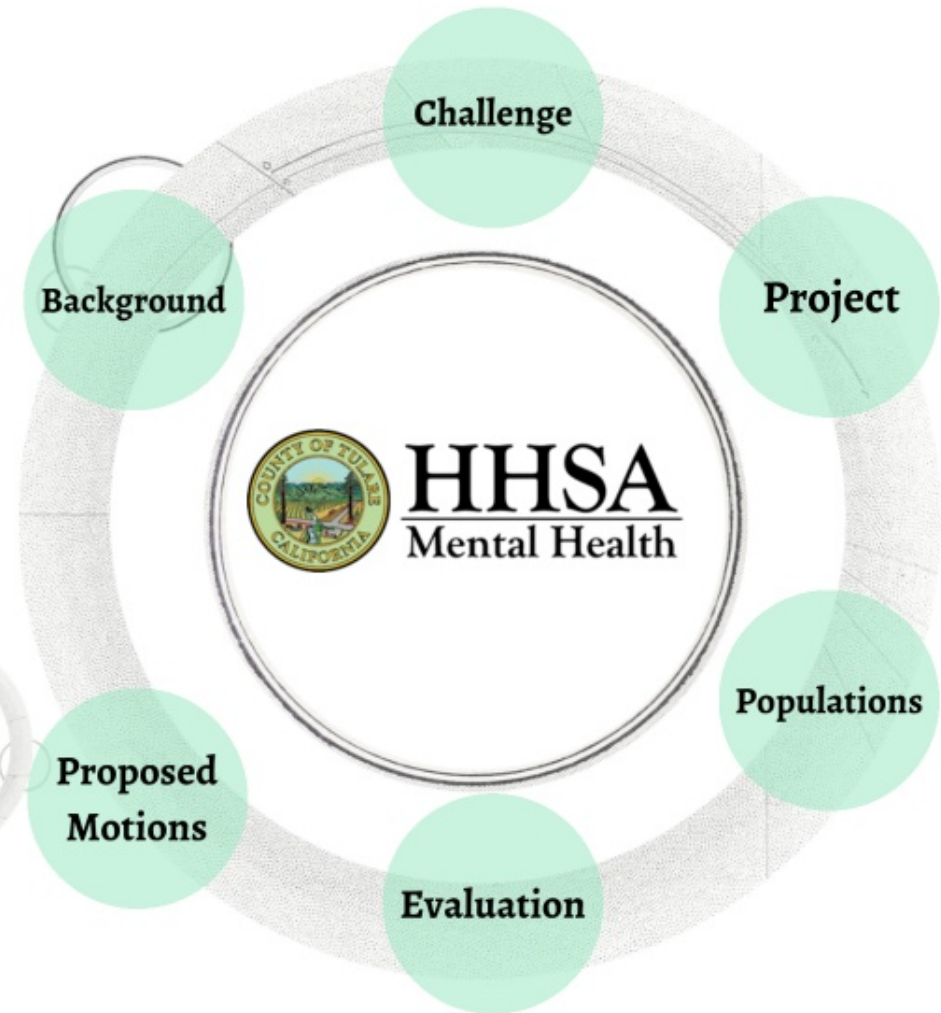 Challenge
Background
Project
COUNTY OF TULARE
CALIFORNIA
HHSA
Mental Health
Populations
Proposed
Motions
Evaluation